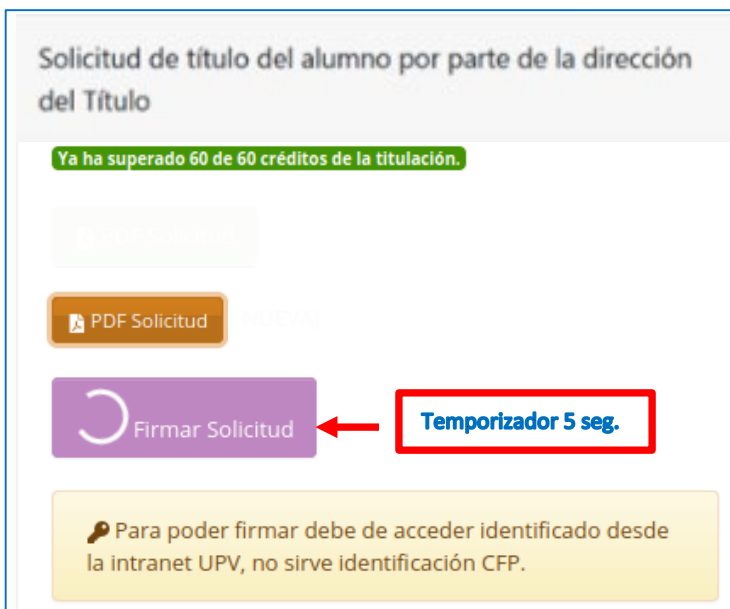 Solicitud de título del alumno por parte de la dirección
del Título
Ya ha superado 60 de 60 créditos de la titulación.
PDF Solicitud
Firmar Solicitud
Temporizador 5 seg.
Para poder firmar debe de acceder identificado desde
la intranet UPV, no sirve identificación CFP.